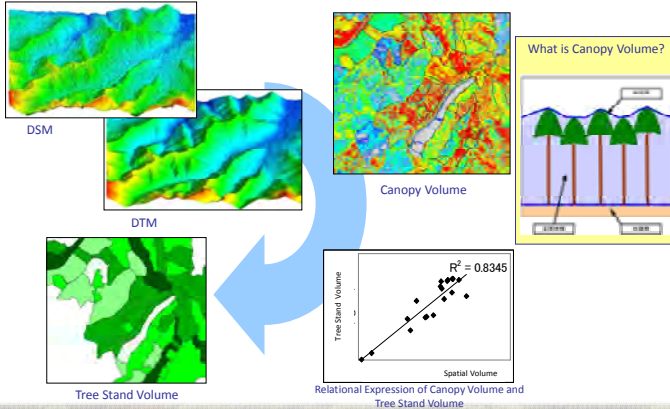 DSM
DTM
Canopy Volume
What is Canopy Volume?
Tree Stand Volume
R² = 0.8345
Tree Stand Volume
Spatial Volume
Relational Expression of Canopy Volume and
Tree Stand Volume